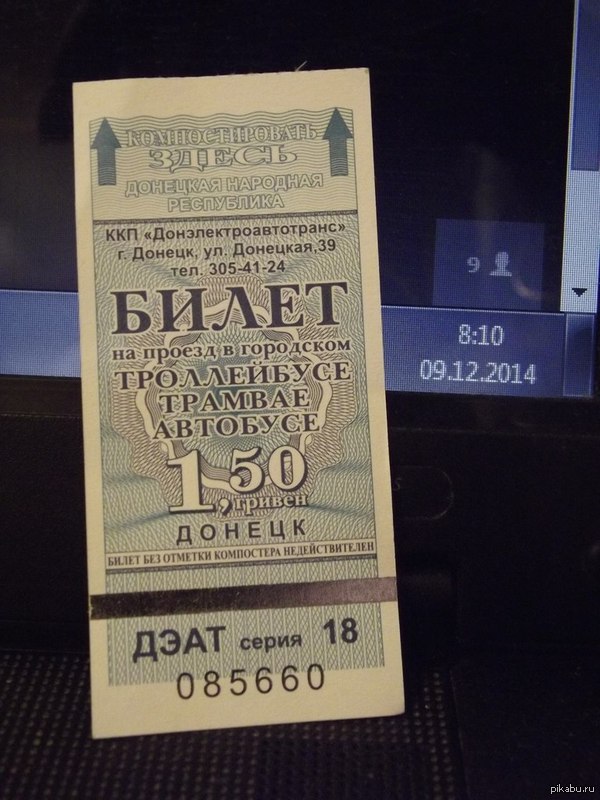 КОМПОСТИРОВАТЬ
ЗДЕСЬ
ДОНЕЦКАЯ НАРОДНАЯ
РЕСПУБЛИКА
ККП «Донэлектроавтотранс»
г. Донецк, ул. Донецкая,39
тел. 305-41-24
БИЛЕТ
на проезд в городском
ТРОЛЛЕЙБУСЕ
ТРАМВАЕ
АВТОБУСЕ
1,50
гривен
ДОНЕЦК
БИЛЕТ БЕЗ ОТМЕТКИ КОМПОСТЕРА НЕДЕЙСТВИТЕЛЕН
ДЭАТ серия 18
085660
9
8:10
09.12.2014
pikabu.ru